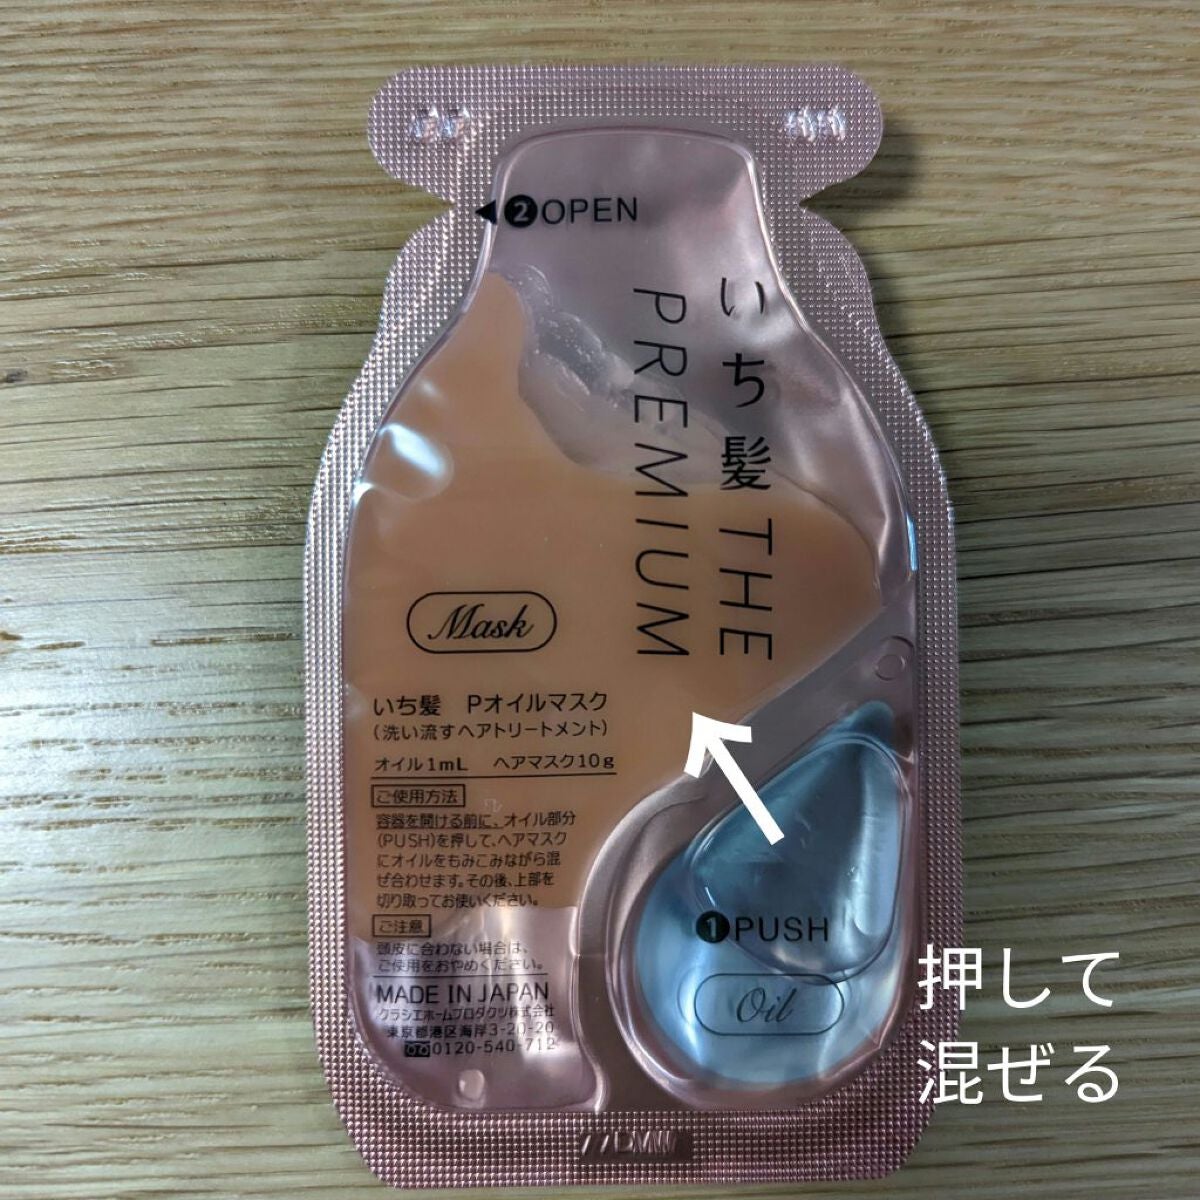 2OPEN
いち髪 THE
PREMIUM
Mask
いち髪 Pオイルマスク
(洗い流すヘアトリートメント)
オイル1mL ヘアマスク10g
ご使用方法
容器を開ける前に、オイル部分
(PUSH)を押して、ヘアマスク
にオイルをもみこみながら混
ぜ合わせます。その後、上部を
切り取ってお使いください。
ご注意
頭皮に合わない場合は、
ご使用をおやめください。
MADE IN JAPAN
クラシエホームプロダクツ株式会社
東京都港区海岸3-20-20
0120-540-712
1PUSH
Oil
押して
混ぜる